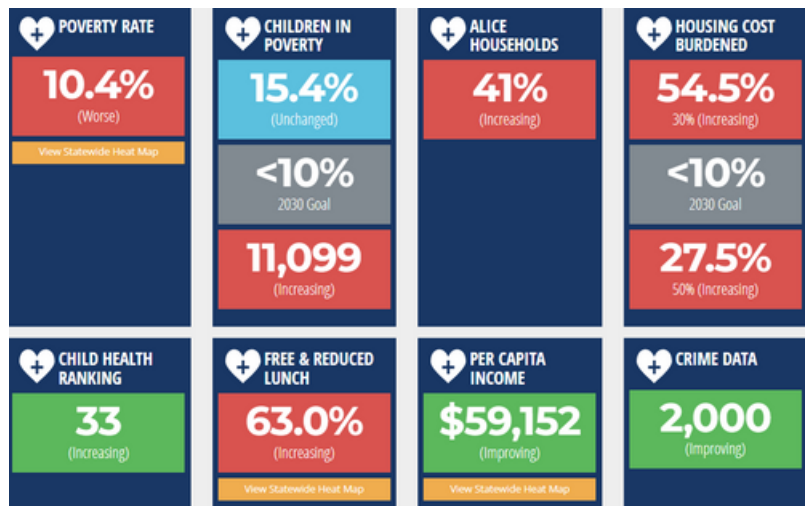 POVERTY RATE
10.4%
(Worse)
View Statewide Heat Map
CHILDREN IN
POVERTY
15.4%
(Unchanged)
<10%
2030 Goal
11,099
(Increasing)
ALICE
HOUSEHOLDS
41%
(Increasing)
HOUSING COST
BURDENED
54.5%
30% (Increasing)
<10%
2030 Goal
27.5%
50% (Increasing)
CHILD HEALTH
RANKING
33
(Increasing)
FREE & REDUCED
LUNCH
63.0%
(Increasing)
View Statewide Heat Map
PER CAPITA
INCOME
$59,152
(Improving)
View Statewide Heat Map
CRIME DATA
2,000
(Improving)